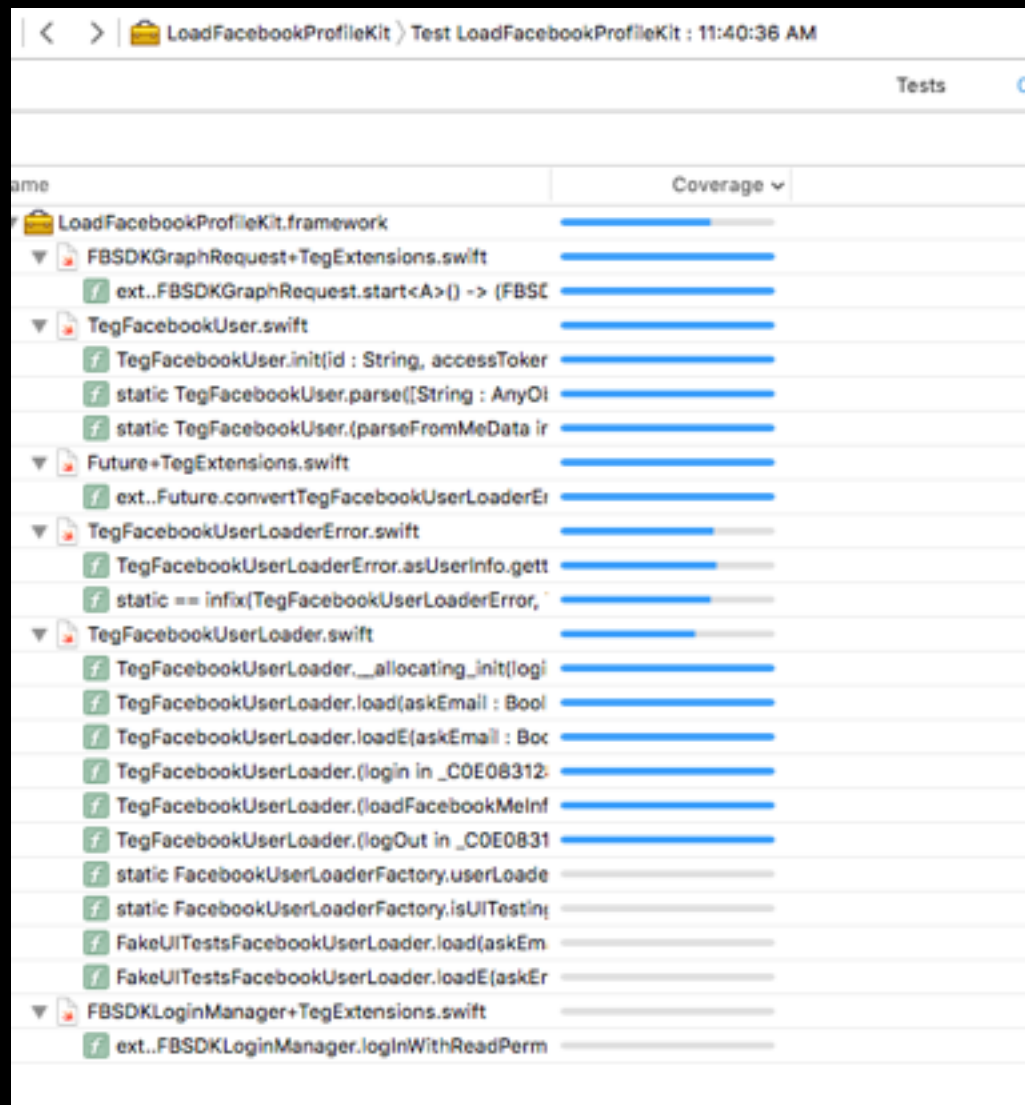 LoadFacebookProfileKit 〉 Test LoadFacebookProfileKit : 11:40:36 AM
Tests
ame Coverage
LoadFacebookProfileKit.framework
FBSDKGraphRequest+TegExtensions.swift
f ext..FBSDKGraphRequest.start<A>() -> (FBSD
TegFacebookUser.swift
f TegFacebookUser.init(id : String, accessToken
f static TegFacebookUser.parse([String : AnyOb
f static TegFacebookUser.(parseFromMeData in
Future+TegExtensions.swift
f ext..Future.convertTegFacebookUserLoaderEr
TegFacebookUserLoaderError.swift
f TegFacebookUserLoaderError.asUserInfo.gett
f static == infix(TegFacebookUserLoaderError,
TegFacebookUserLoader.swift
f TegFacebookUserLoader.__allocating_init(logi
f TegFacebookUserLoader.load(askEmail : Bool
f TegFacebookUserLoader.loadE(askEmail : Boo
f TegFacebookUserLoader.(login in _C0E08312
f TegFacebookUserLoader.(loadFacebookMeInf
f TegFacebookUserLoader.(logOut in _C0E0831
f static FacebookUserLoaderFactory.userLoade
f static FacebookUserLoaderFactory.isUITesting
f FakeUITestsFacebookUserLoader.load(askEm
f FakeUITestsFacebookUserLoader.loadE(askEr
FBSDKLoginManager+TegExtensions.swift
f ext..FBSDKLoginManager.logInWithReadPerm